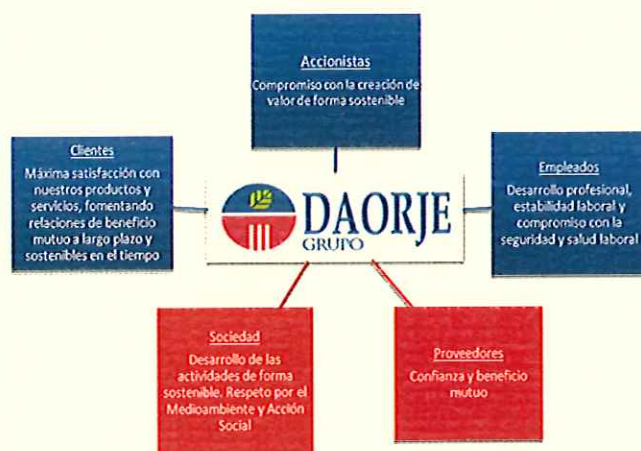 Accionistas
Compromiso con la creación de
valor de forma sostenible
Clientes
Máxima satisfacción con
nuestros productos y
servicios, fomentando
relaciones de beneficio
mutuo a largo plazo y
sostenibles en el tiempo
DAORJE
GRUPO
Empleados
Desarrollo profesional,
estabilidad laboral y
compromiso con la
seguridad y salud laboral
Sociedad
Desarrollo de las
actividades de forma
sostenible. Respeto por el
Medioambiente y Acción
Social
Proveedores
Confianza y beneficio
mutuo